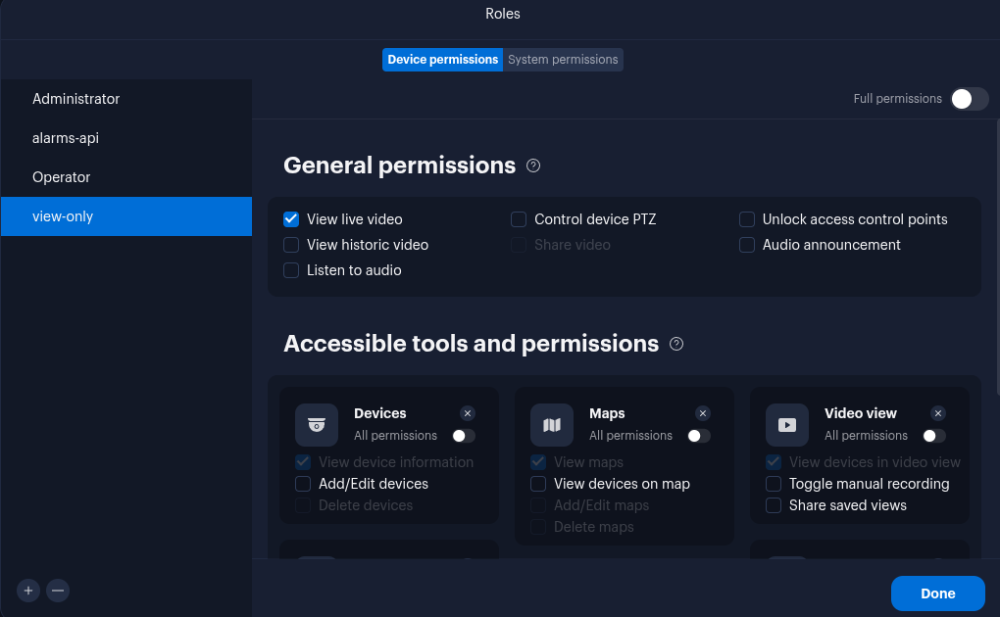 Roles
Device permissions System permissions
Administrator
alarms-api
Operator
view-only
Full permissions
General permissions ?
View live video
Control device PTZ
Unlock access control points
View historic video
Share video
Audio announcement
Listen to audio
Accessible tools and permissions ?
Devices
All permissions
View device information
Add/Edit devices
Delete devices
Maps
All permissions
View maps
View devices on map
Add/Edit maps
Delete maps
Video view
All permissions
View devices in video view
Toggle manual recording
Share saved views
Done